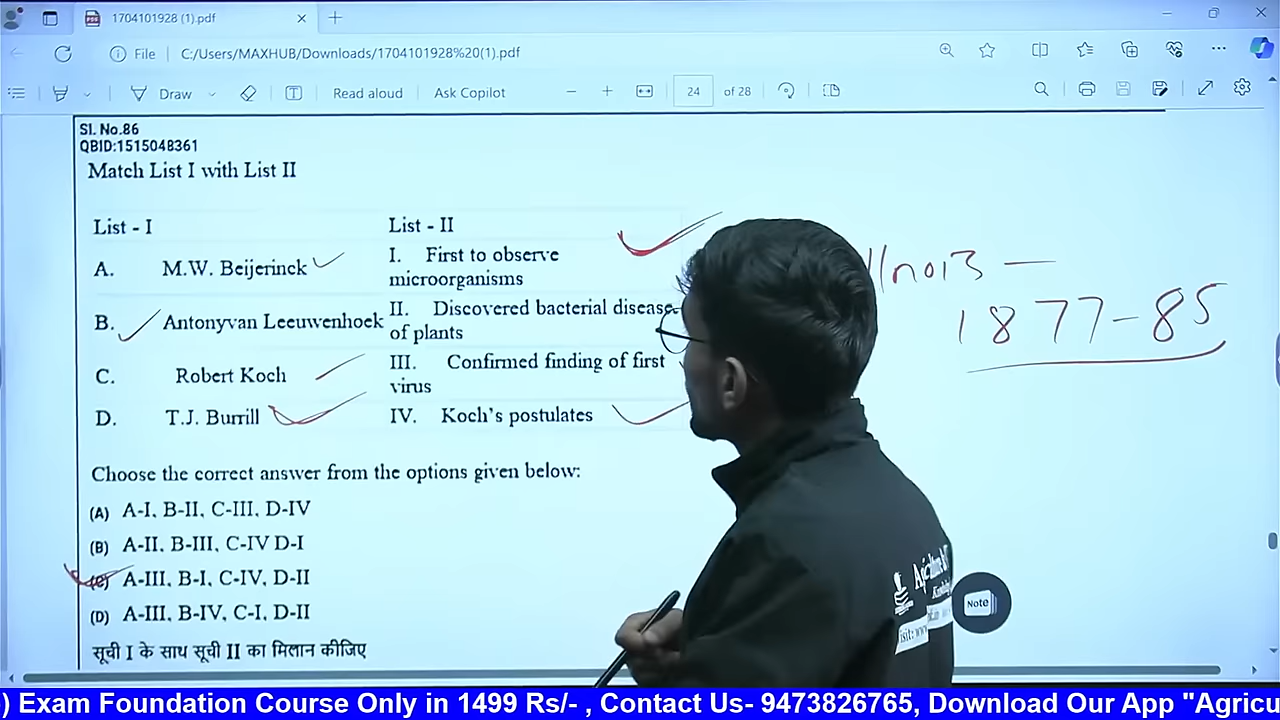 1704101928 (1).pdf
File C:/Users/MAXHUB/Downloads/1704101928%20(1).pdf
Draw Read aloud Ask Copilot 24 of 28
Sl. No.86
QBID:1515048361
Match List I with List II
List - I List - II
A. M.W. Beijerinck I. First to observe
microorganisms
B. Antonyvan Leeuwenhoek II. Discovered bacterial disease
of plants
C. Robert Koch III. Confirmed finding of first
virus
D. T.J. Burrill IV. Koch's postulates
1877-85
Choose the correct answer from the options given below:
(A) A-I, B-II, C-III, D-IV
(B) A-II, B-III, C-IV D-I
(C) A-III, B-I, C-IV, D-II
(D) A-III, B-IV, C-I, D-II
सूची I के साथ सूची II का मिलान कीजिए
Note
) Exam Foundation Course Only in 1499 Rs/- , Contact Us- 9473826765, Download Our App "Agricu